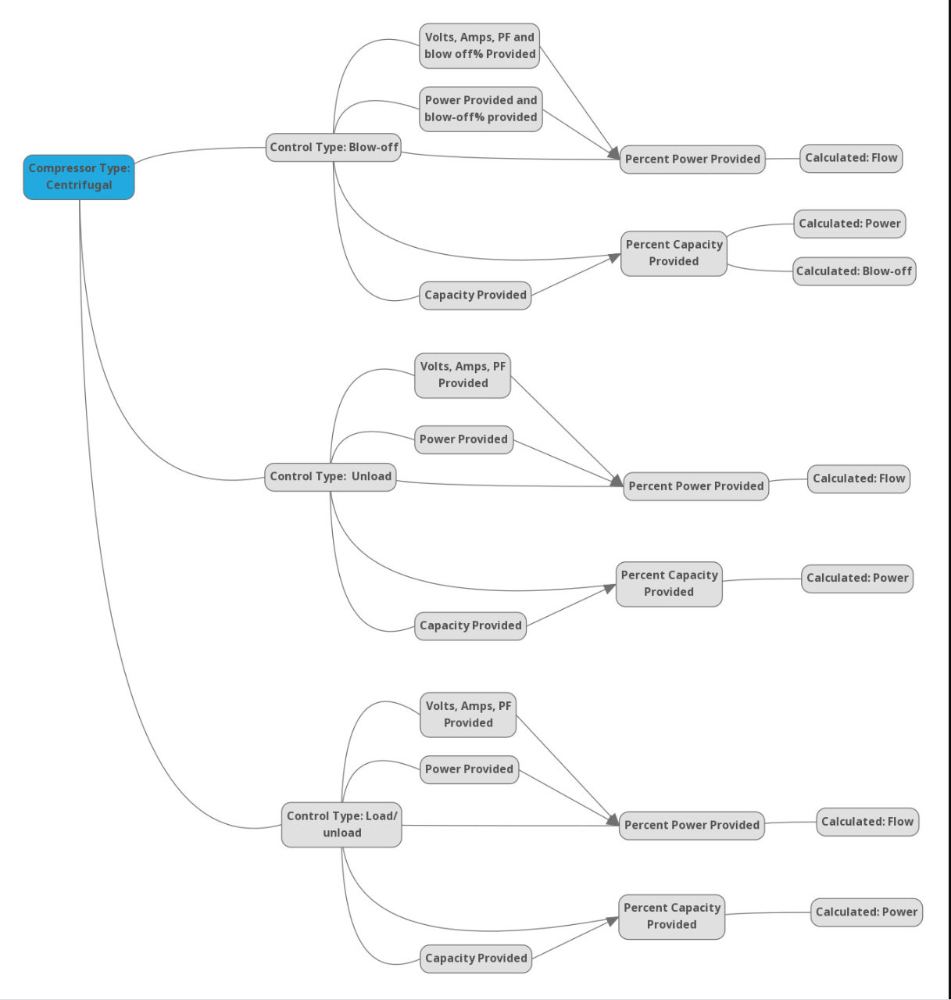 Compressor Type:
Centrifugal
Control Type: Blow-off
Volts, Amps, PF and
blow off% Provided
Power Provided and
blow-off% provided
Percent Power Provided
Calculated: Flow
Percent Capacity
Provided
Calculated: Power
Calculated: Blow-off
Capacity Provided
Control Type: Unload
Volts, Amps, PF
Provided
Power Provided
Percent Power Provided
Calculated: Flow
Percent Capacity
Provided
Calculated: Power
Capacity Provided
Control Type: Load/
unload
Volts, Amps, PF
Provided
Power Provided
Percent Power Provided
Calculated: Flow
Percent Capacity
Provided
Calculated: Power
Capacity Provided